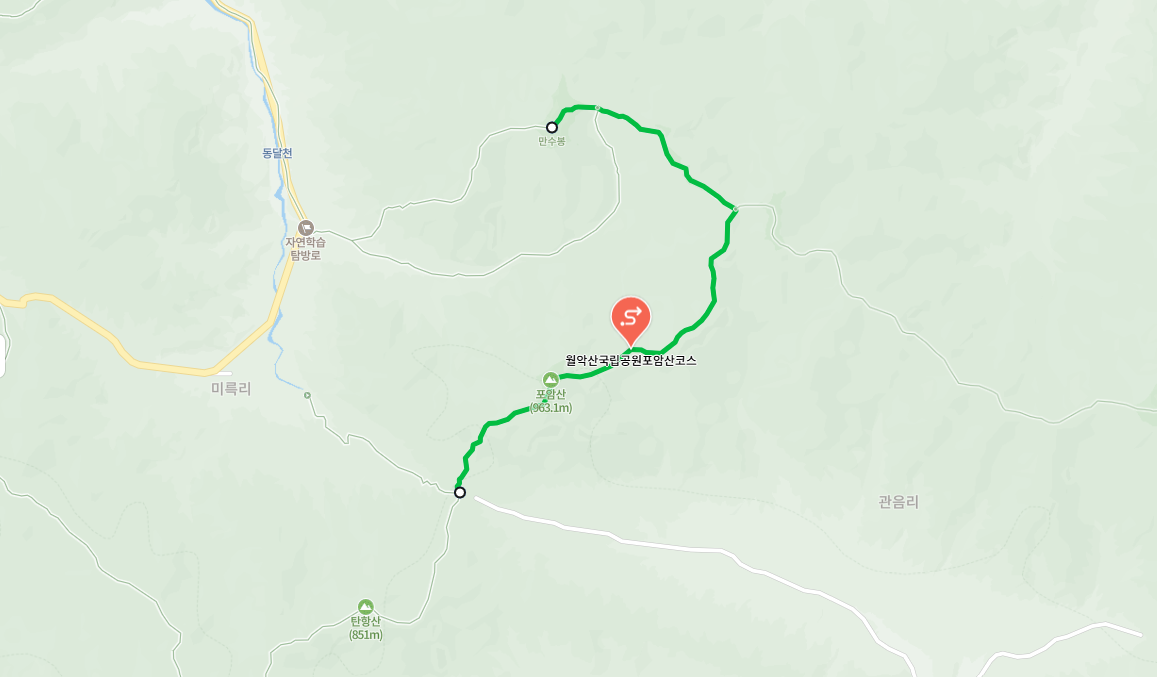 만수봉
동달천
자연학습
탐방로
월악산국립공원포암산코스
미륵리
포암산
(963.1m)
관음리
탄항산
(851m)